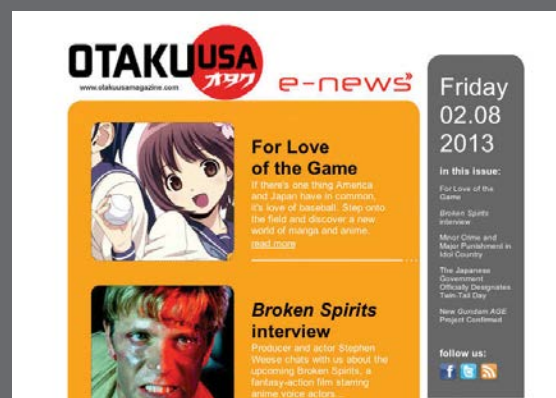 OTAKUUSA
オタク
www.otakuusamagazine.com
e-news
For Love
of the Game
If there's one thing America
and Japan have in common,
it's love of baseball. Step onto
the field and discover a new
world of manga and anime.
read more
Broken Spirits
interview
Producer and actor Stephen
Weese chats with us about the
upcoming Broken Spirits, a
fantasy-action film starring
anime voice actors...
Friday
02.08
2013
in this issue:
For Love of the
Game
Broken Spirits
interview
Minor Crime and
Major Punishment in
Idol Country
The Japanese
Government
Officially Designates
Twin-Tail Day
New Gundam AGE
Project Confirmed
follow us: